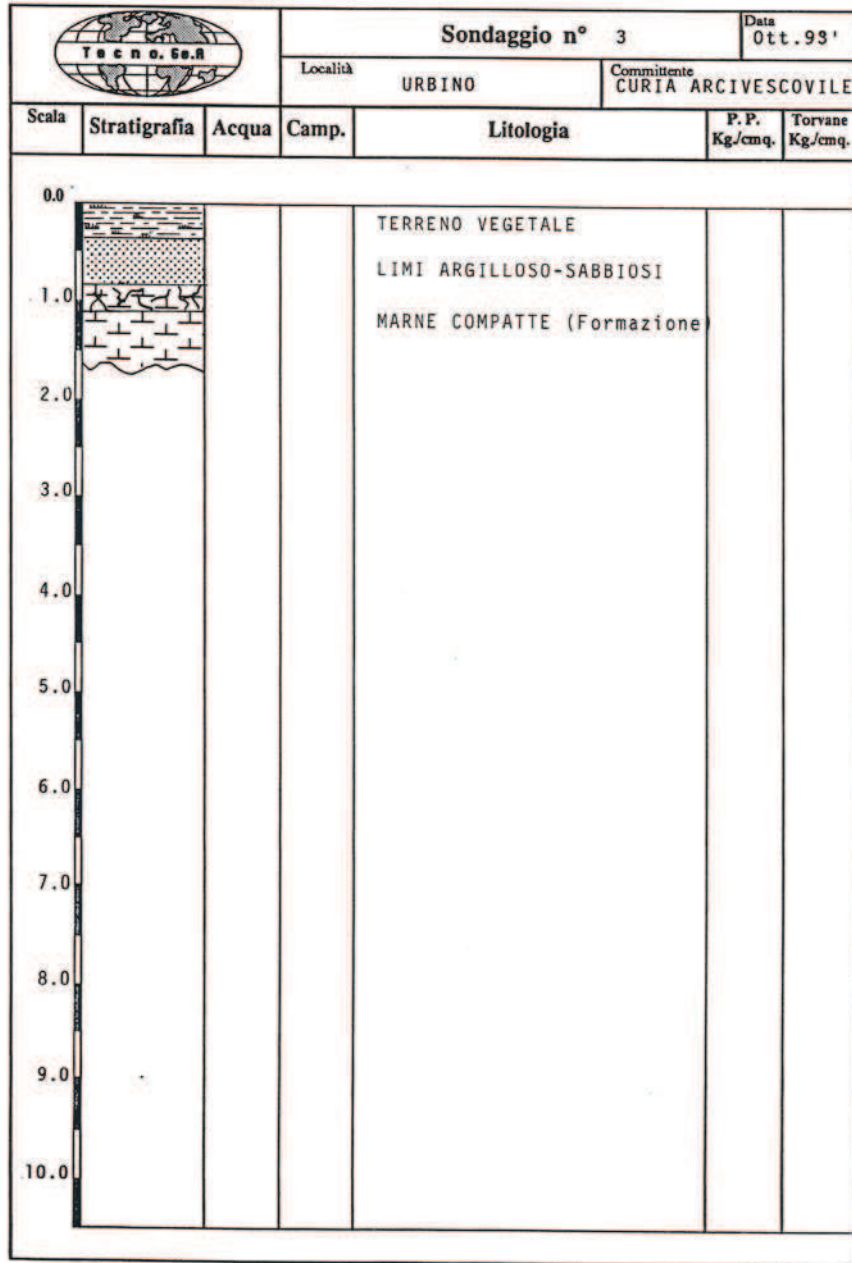 Tecno.Ge.A
Sondaggio n° 3
Data
Ott.93'
Località
URBINO
Committente
CURIA ARCIVESCOVILE
Scala
Stratigrafia
Acqua
Camp.
Litologia
P. P.
Kg./cmq.
Torvane
Kg./cmq.
0.0
TERRENO VEGETALE
LIMI ARGILLOSO-SABBIOSI
1.0
MARNE COMPATTE (Formazione)
2.0
3.0
4.0
5.0
6.0
7.0
8.0
9.0
10.0